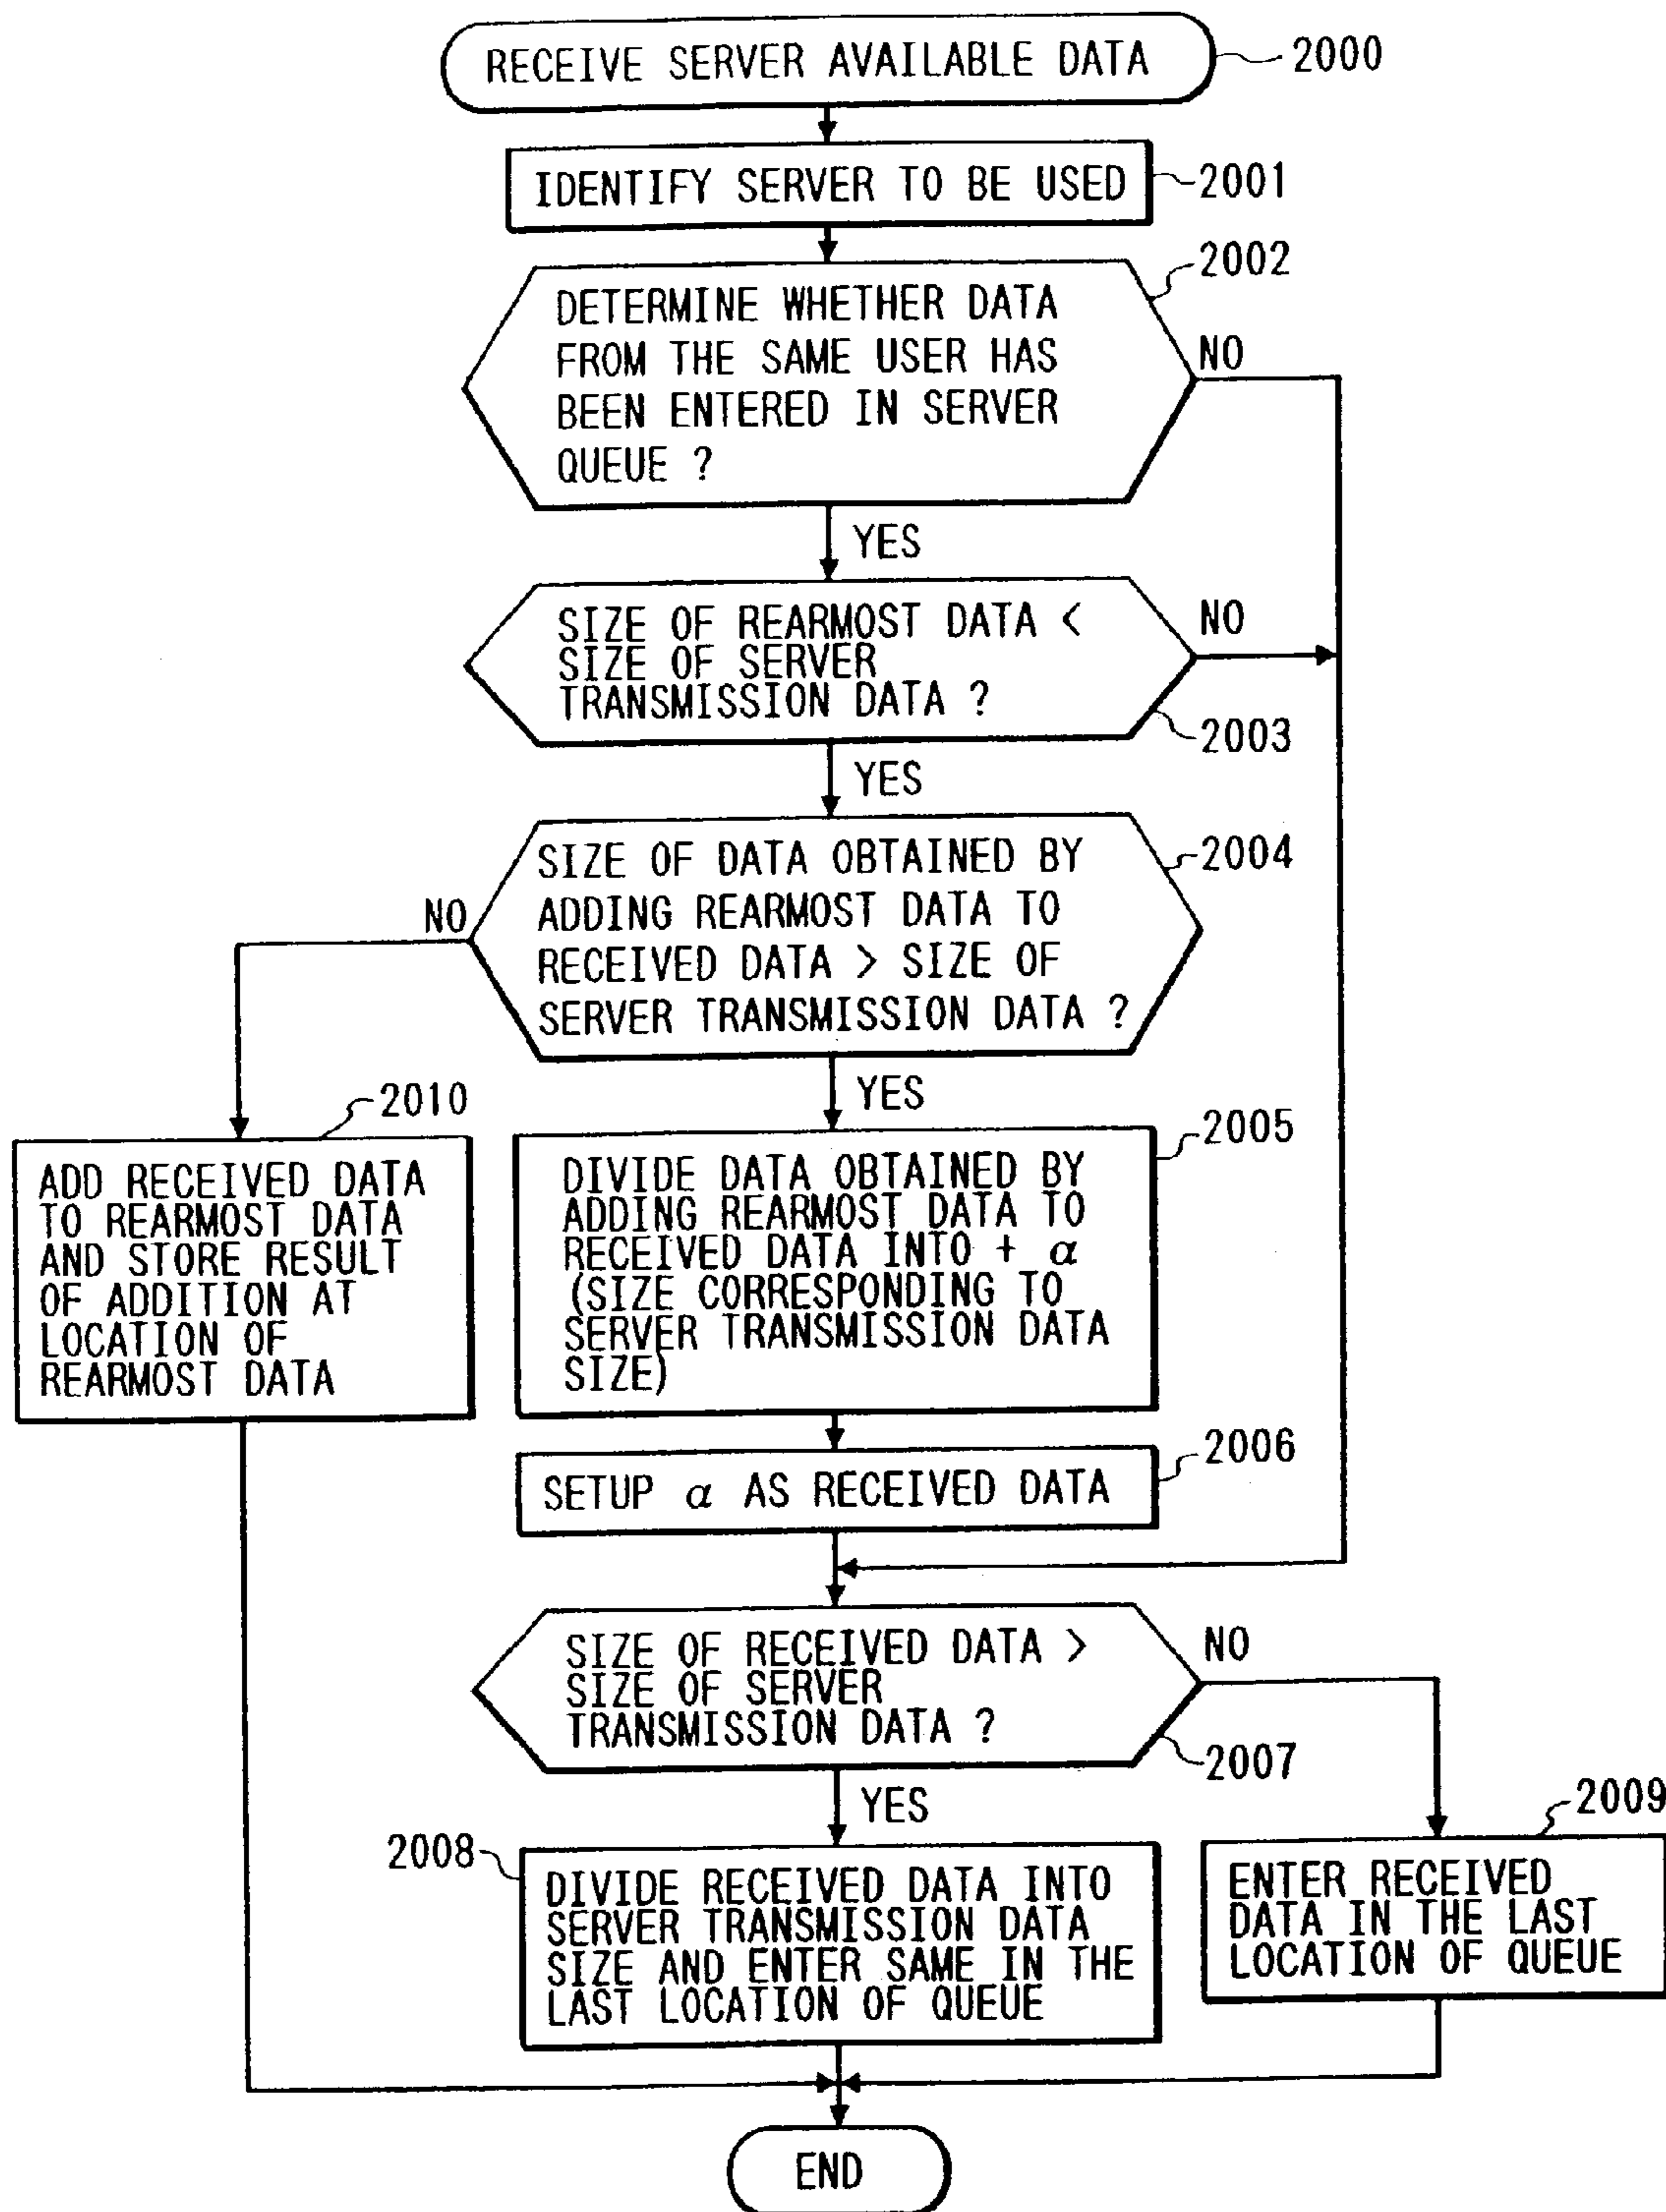 RECEIVE SERVER AVAILABLE DATA
2000
IDENTIFY SERVER TO BE USED
2001
2002
DETERMINE WHETHER DATA
FROM THE SAME USER HAS
BEEN ENTERED IN SERVER
QUEUE ?
NO
YES
SIZE OF REARMOST DATA <
SIZE OF SERVER
TRANSMISSION DATA ?
NO
2003
YES
SIZE OF DATA OBTAINED BY
ADDING REARMOST DATA TO
RECEIVED DATA > SIZE OF
SERVER TRANSMISSION DATA ?
2004
NO
YES
2010
ADD RECEIVED DATA
TO REARMOST DATA
AND STORE RESULT
OF ADDITION AT
LOCATION OF
REARMOST DATA
2005
DIVIDE DATA OBTAINED BY
ADDING REARMOST DATA TO
RECEIVED DATA INTO + α
(SIZE CORRESPONDING TO
SERVER TRANSMISSION DATA
SIZE)
2006
SETUP α AS RECEIVED DATA
SIZE OF RECEIVED DATA >
SIZE OF SERVER
TRANSMISSION DATA ?
NO
2007
YES
2008
DIVIDE RECEIVED DATA INTO
SERVER TRANSMISSION DATA
SIZE AND ENTER SAME IN THE
LAST LOCATION OF QUEUE
2009
ENTER RECEIVED
DATA IN THE LAST
LOCATION OF QUEUE
END